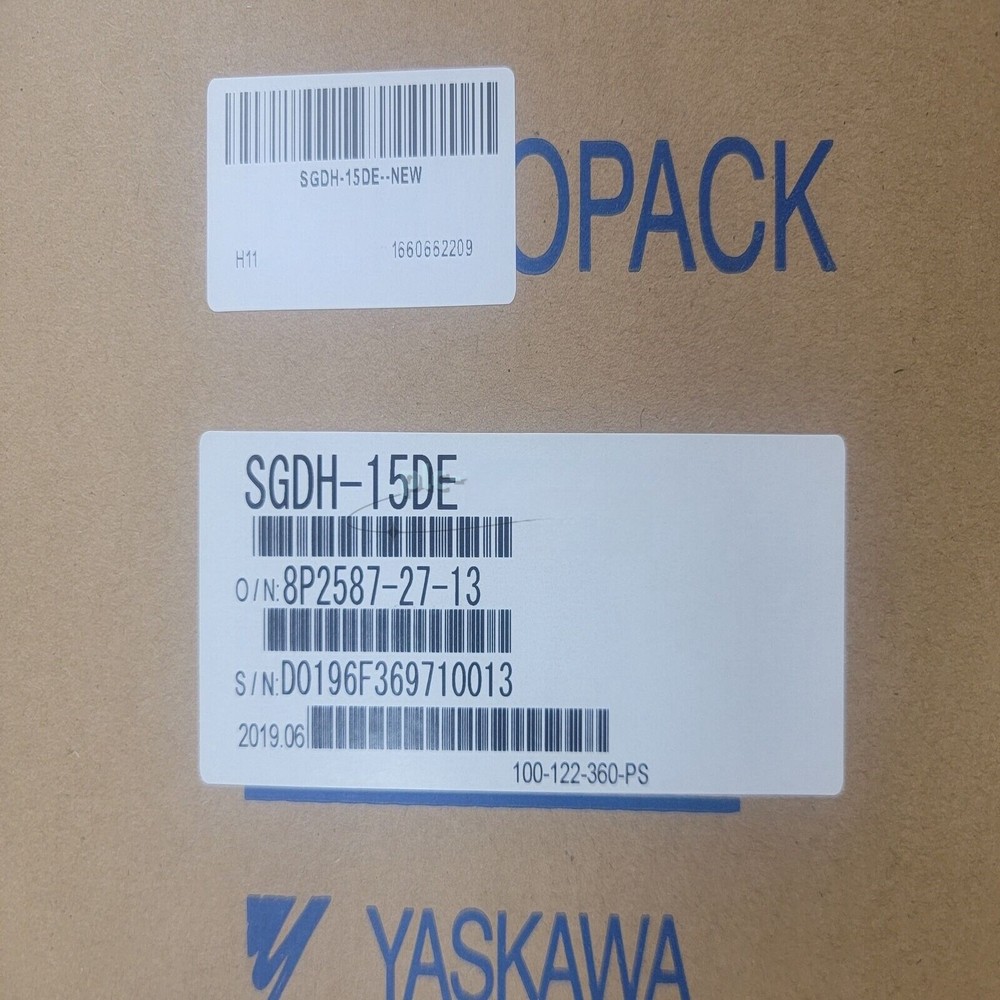 SGDH-15DE--NEW
H11 1660662209
OPACK
SGDH-15DE
O/N:8P2587-27-13
S/N:D0196F369710013
2019.06
100-122-360-PS
YASKAWA